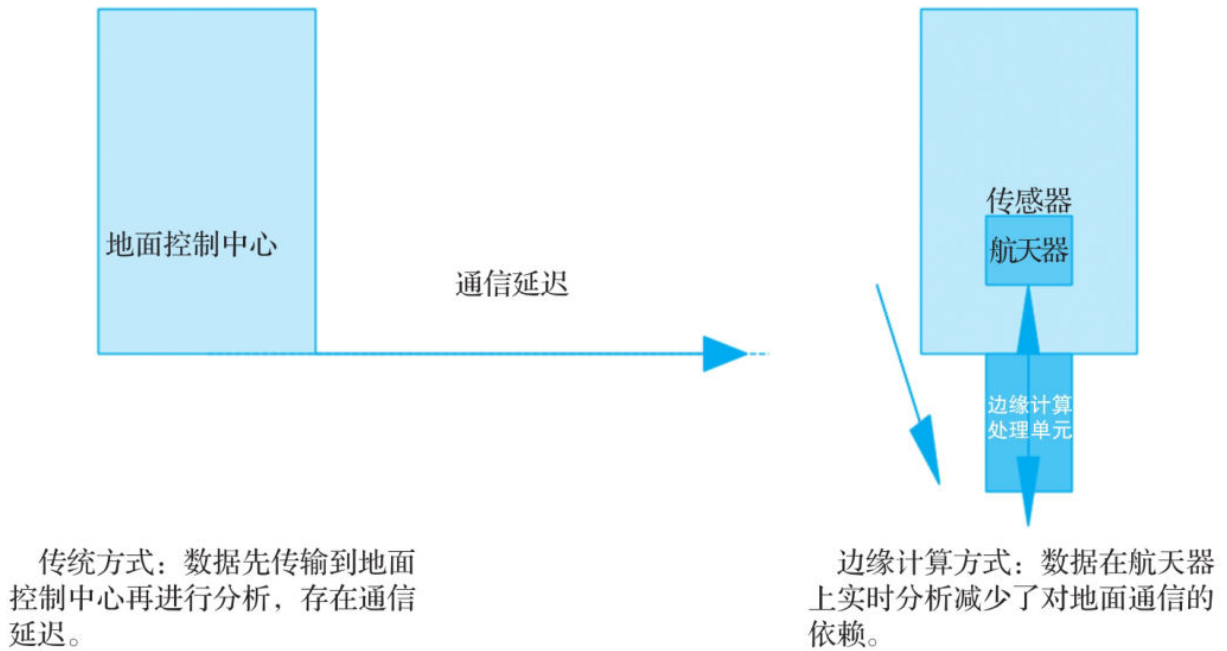 地面控制中心
通信延迟
传感器
航天器
边缘计算
处理单元
传统方式：数据先传输到地面
控制中心再进行分析，存在通信
延迟。
边缘计算方式：数据在航天器
上实时分析减少了对地面通信的
依赖。